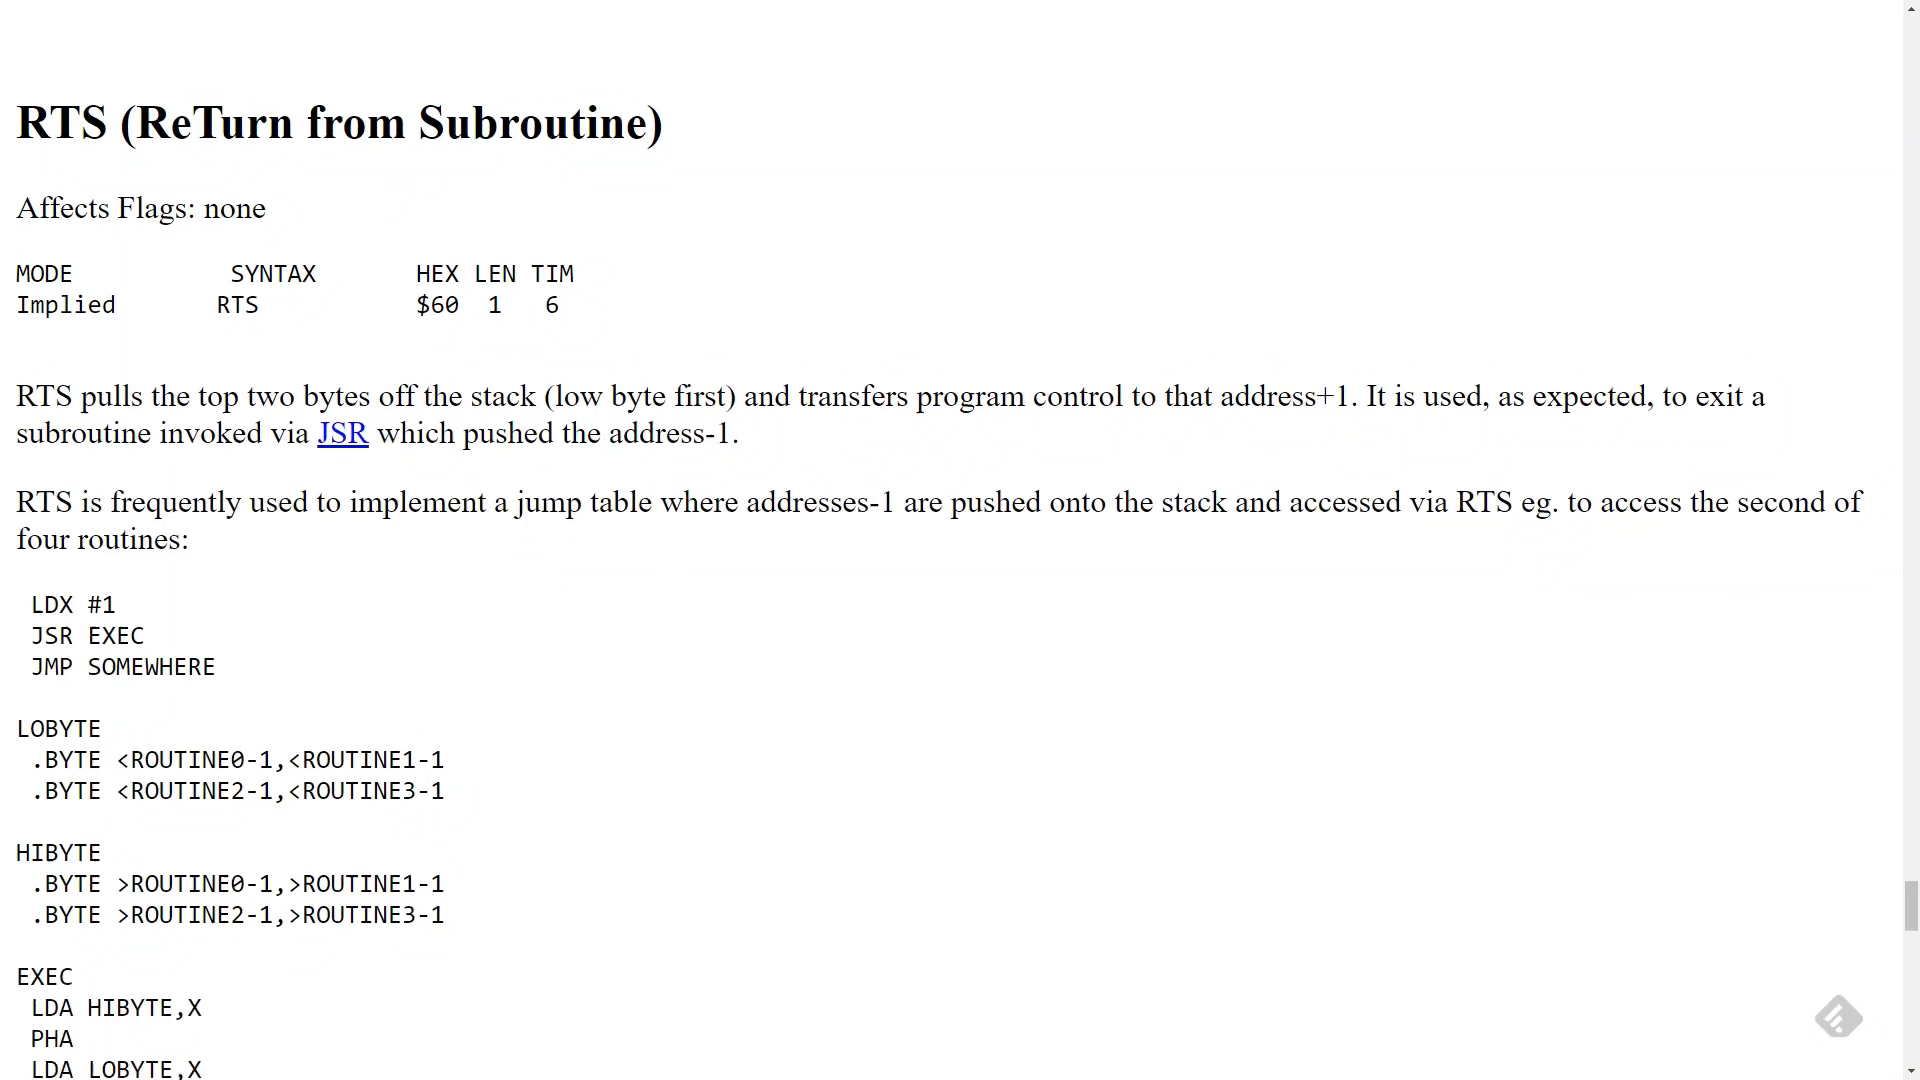 RTS (ReTurn from Subroutine)
Affects Flags: none
MODE SYNTAX HEX LEN TIM
Implied RTS $60 1 6
RTS pulls the top two bytes off the stack (low byte first) and transfers program control to that address+1. It is used, as expected, to exit a
subroutine invoked via JSR which pushed the address-1.
RTS is frequently used to implement a jump table where addresses-1 are pushed onto the stack and accessed via RTS eg. to access the second of
four routines:
LDX #1
JSR EXEC
JMP SOMEWHERE
LOBYTE
.BYTE <ROUTINE0-1,<ROUTINE1-1
.BYTE <ROUTINE2-1,<ROUTINE3-1
HIBYTE
.BYTE >ROUTINE0-1,>ROUTINE1-1
.BYTE >ROUTINE2-1,>ROUTINE3-1
EXEC
LDA HIBYTE,X
PHA
LDA LOBYTE,X